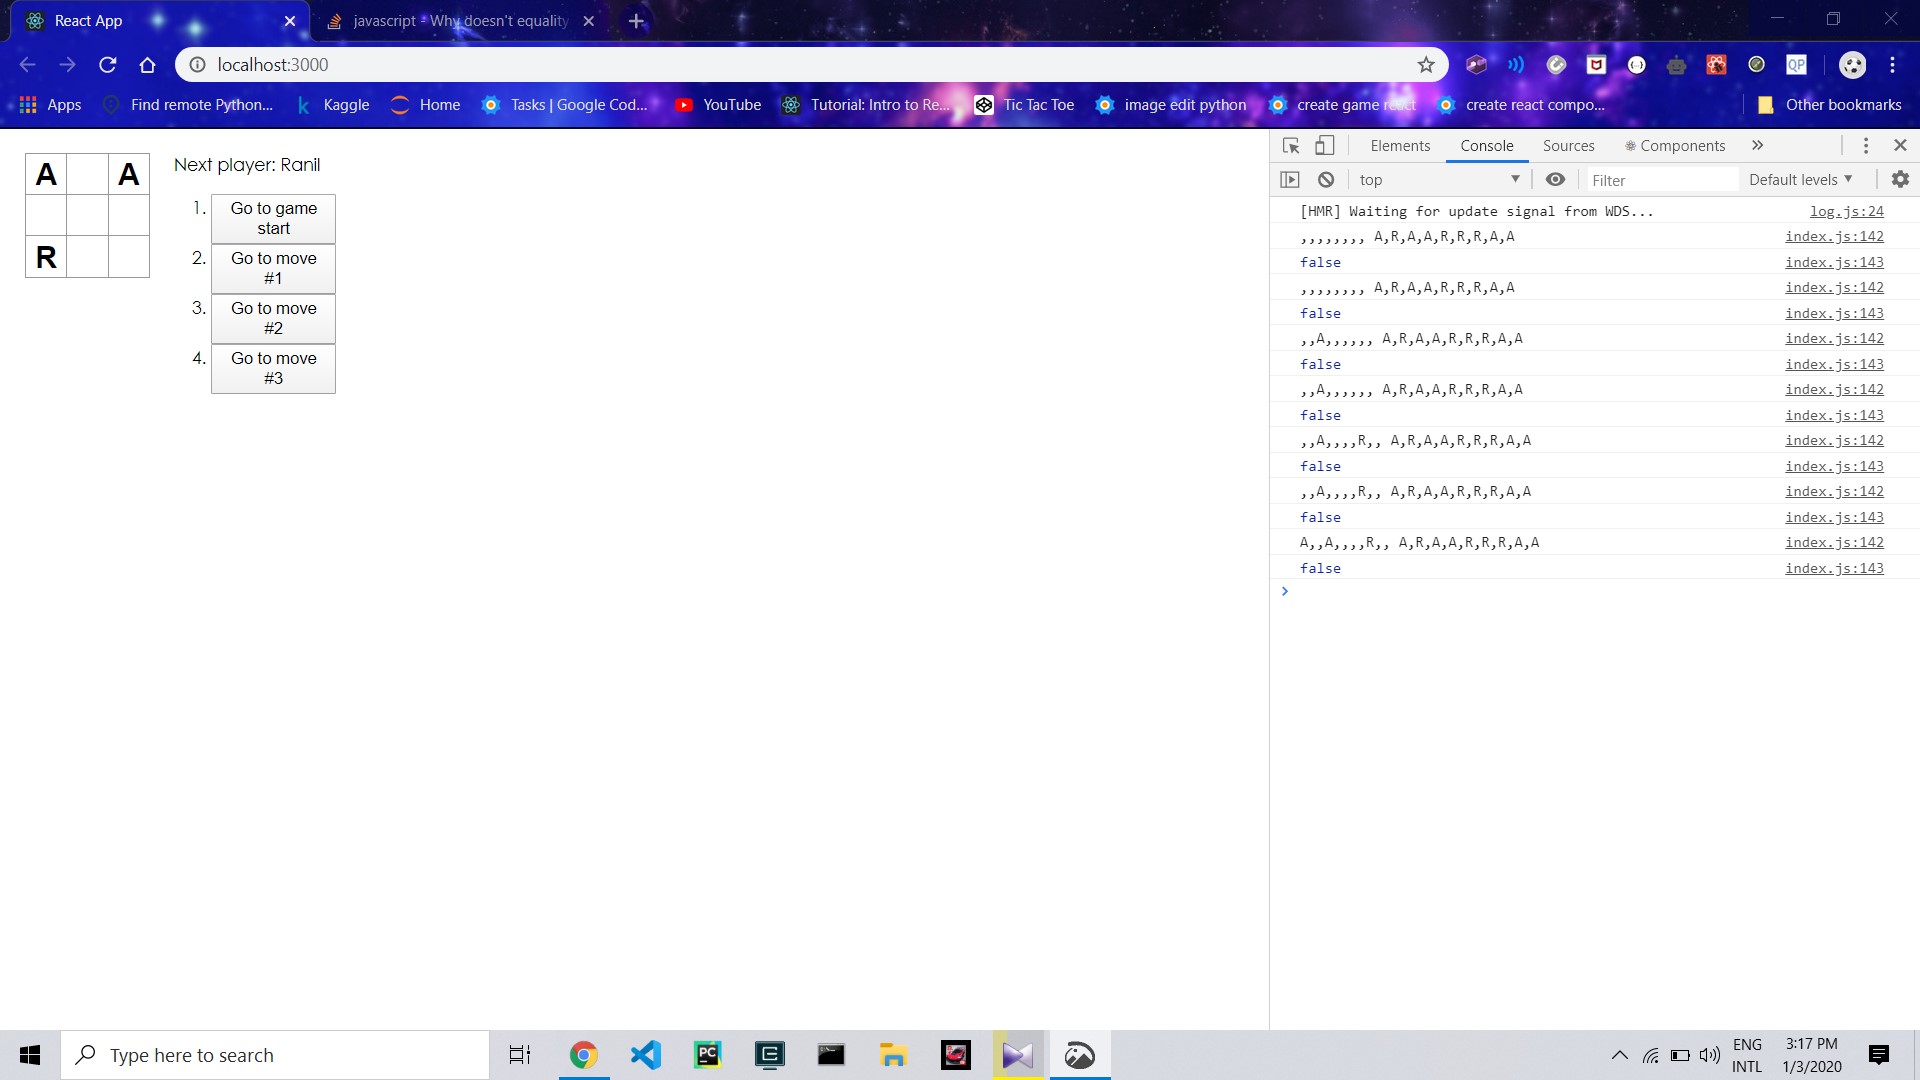 React App
javascript - Why doesn't equality
localhost:3000
Apps
Find remote Python...
Kaggle
Home
Tasks | Google Cod...
YouTube
Tutorial: Intro to Re...
Tic Tac Toe
image edit python
create game react
create react compo...
Other bookmarks
QP
A A
R
Next player: Ranil
1. Go to game
start
2. Go to move
#1
3. Go to move
#2
4. Go to move
#3
Elements Console Sources Components
top Filter Default levels
[HMR] Waiting for update signal from WDS... log.js:24
,,,,,,,, A,R,A,A,R,R,R,A,A index.js:142
false index.js:143
,,,,,,,, A,R,A,A,R,R,R,A,A index.js:142
false index.js:143
,,A,,,,,, A,R,A,A,R,R,R,A,A index.js:142
false index.js:143
,,A,,,,,, A,R,A,A,R,R,R,A,A index.js:142
false index.js:143
,,A,,,,R,, A,R,A,A,R,R,R,A,A index.js:142
false index.js:143
,,A,,,,R,, A,R,A,A,R,R,R,A,A index.js:142
false index.js:143
A,,A,,,,R,, A,R,A,A,R,R,R,A,A index.js:142
false index.js:143
Type here to search
PC
ENG
INTL
3:17 PM
1/3/2020